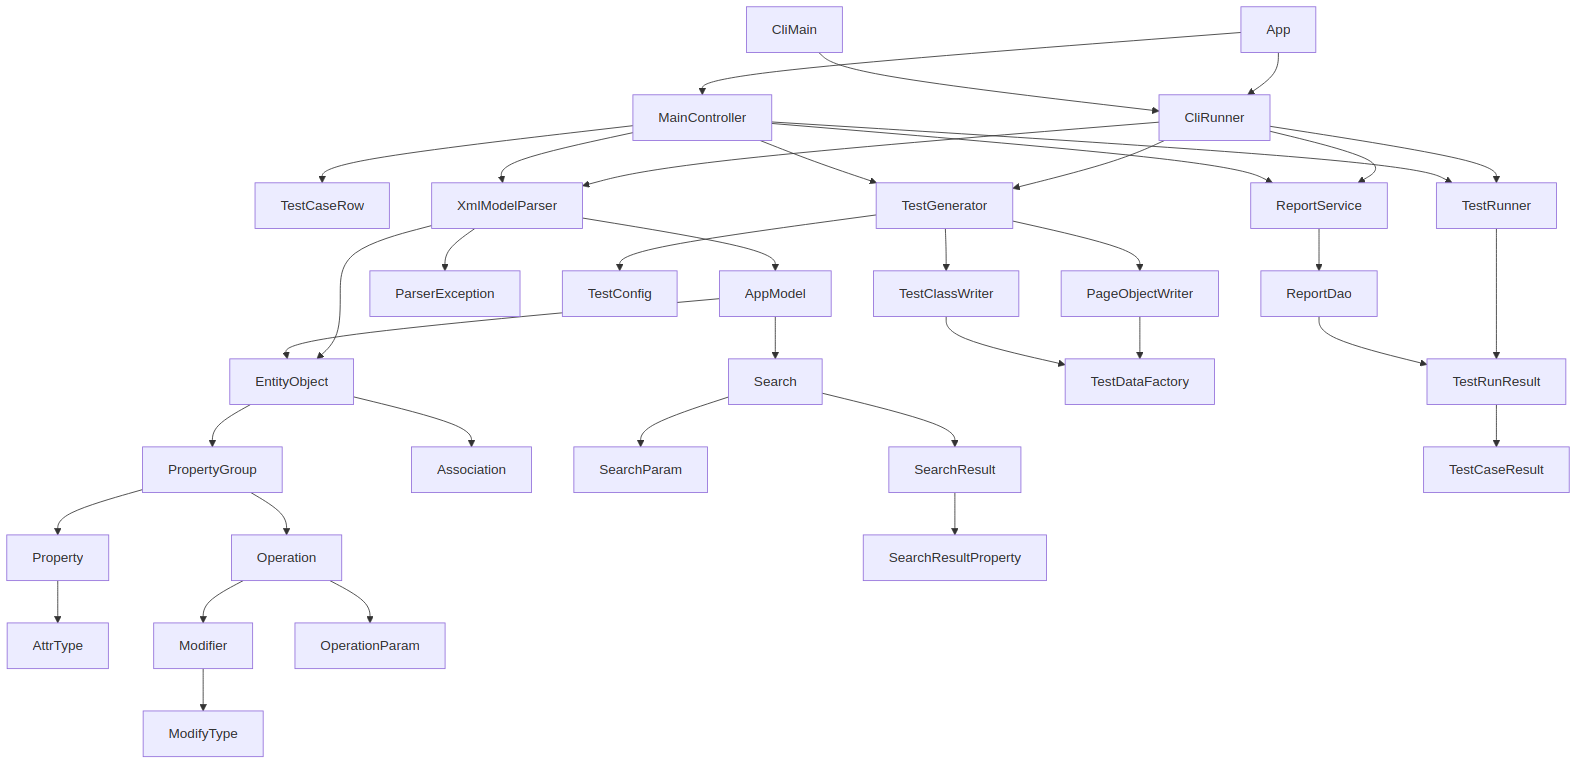 CliMain
App
MainController
CliRunner
TestCaseRow
XmlModelParser
TestGenerator
ReportService
TestRunner
ParserException
TestConfig
AppModel
TestClassWriter
PageObjectWriter
ReportDao
EntityObject
Search
TestDataFactory
TestRunResult
PropertyGroup
Association
SearchParam
SearchResult
TestCaseResult
Property
Operation
SearchResultProperty
AttrType
Modifier
OperationParam
ModifyType